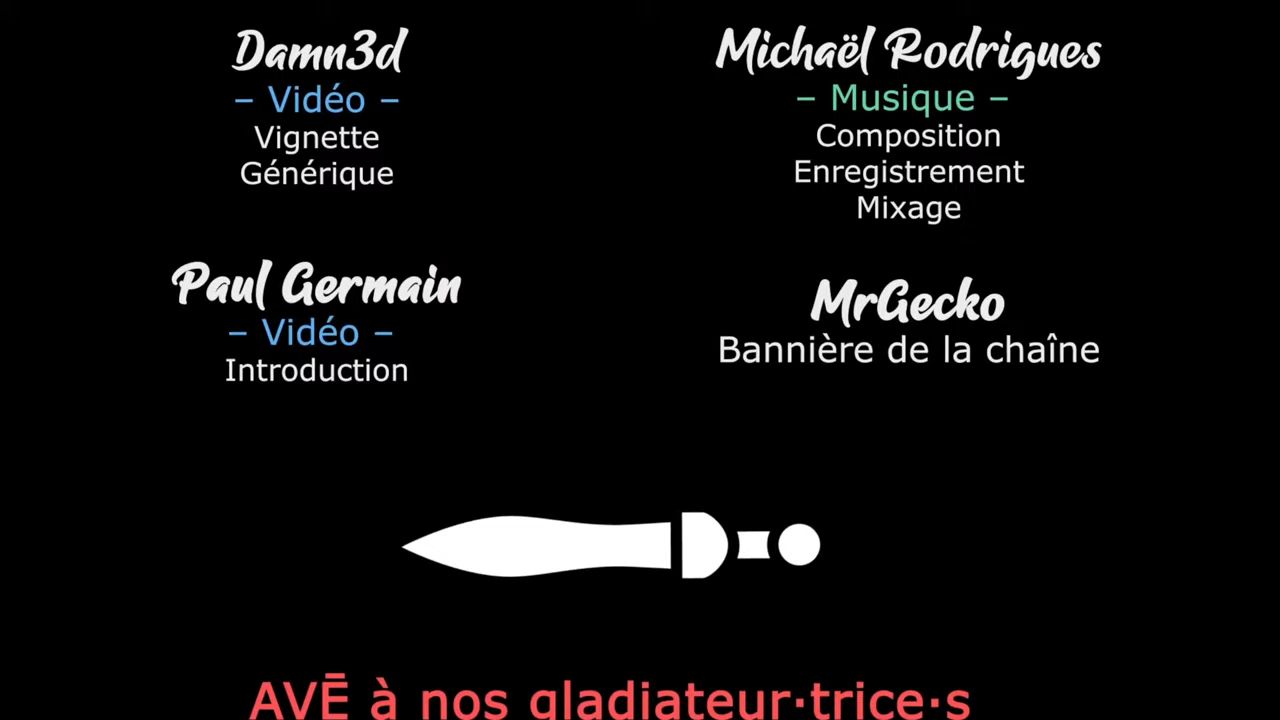 Damn3d
– Vidéo –
Vignette
Générique
Michaël Rodrigues
– Musique –
Composition
Enregistrement
Mixage
Paul Germain
– Vidéo –
Introduction
MrGecko
Bannière de la chaîne
AVĒ à nos gladiateur·trice·s